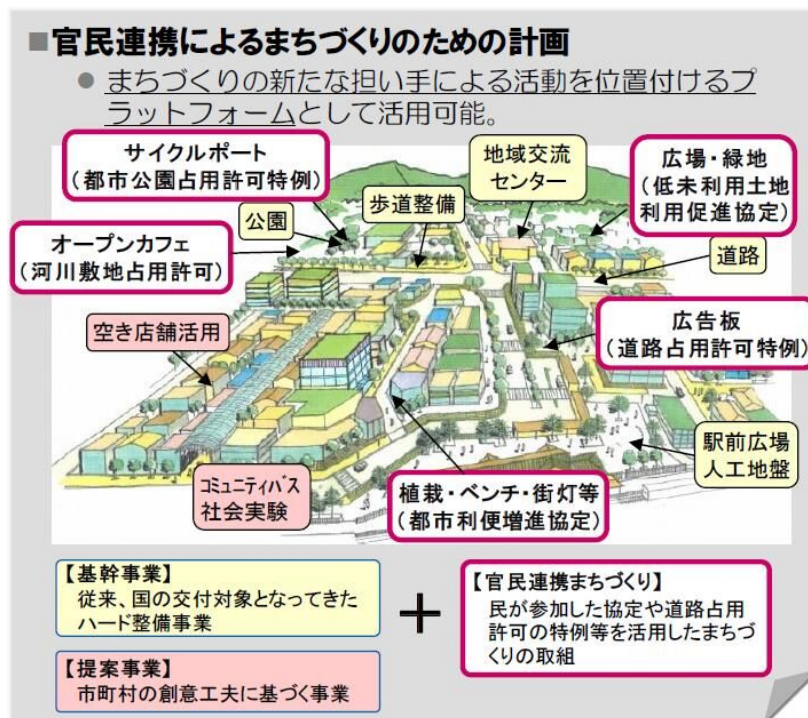 ■官民連携によるまちづくりのための計画
● まちづくりの新たな担い手による活動を位置付けるプ
ラットフォームとして活用可能。
サイクルポート
（都市公園占用許可特例）
地域交流
センター
広場・緑地
（低未利用土地
利用促進協定）
公園
歩道整備
オープンカフェ
（河川敷地占用許可）
道路
空き店舗活用
広告板
（道路占用許可特例）
駅前広場
人工地盤
ｺﾐｭﾆﾃｨﾊﾞｽ
社会実験
植栽・ベンチ・街灯等
（都市利便増進協定）
【基幹事業】
従来、国の交付対象となってきた
ハード整備事業
【提案事業】
市町村の創意工夫に基づく事業
＋
【官民連携まちづくり】
民が参加した協定や道路占用
許可の特例等を活用したまちづ
くりの取組